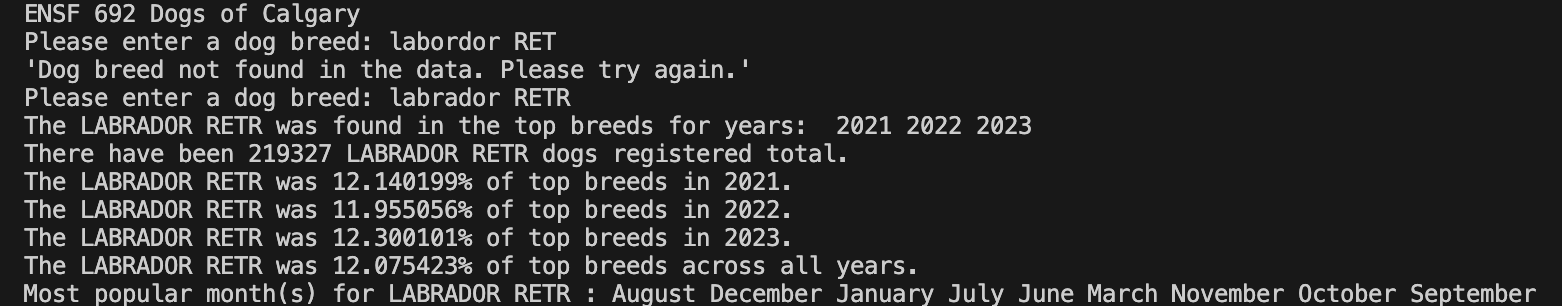 ENSF 692 Dogs of Calgary
Please enter a dog breed: labordor RET
'Dog breed not found in the data. Please try again.'
Please enter a dog breed: labrador RETR
The LABRADOR RETR was found in the top breeds for years:  2021 2022 2023
There have been 219327 LABRADOR RETR dogs registered total.
The LABRADOR RETR was 12.140199% of top breeds in 2021.
The LABRADOR RETR was 11.955056% of top breeds in 2022.
The LABRADOR RETR was 12.300101% of top breeds in 2023.
The LABRADOR RETR was 12.075423% of top breeds across all years.
Most popular month(s) for LABRADOR RETR : August December January July June March November October September